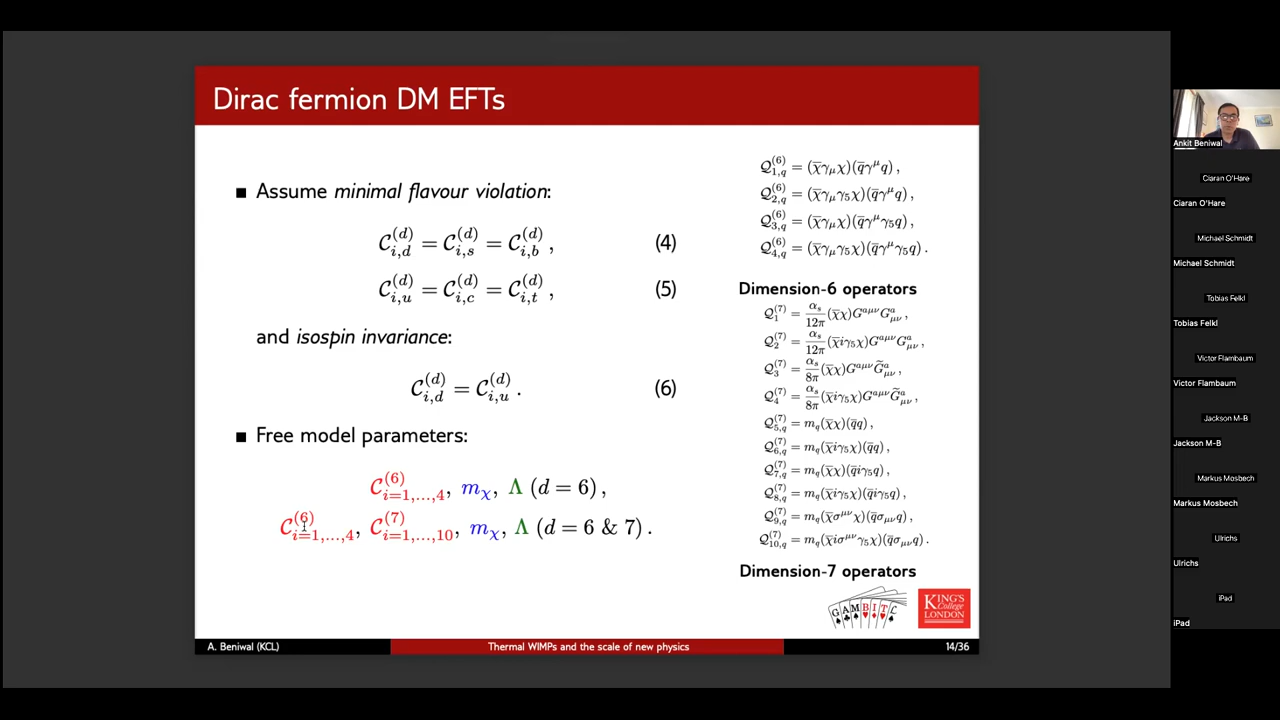 Dirac fermion DM EFTs
■ Assume minimal flavour violation:
𝒞_{i,d}^{(d)} = 𝒞_{i,s}^{(d)} = 𝒞_{i,b}^{(d)} , (4)
𝒞_{i,u}^{(d)} = 𝒞_{i,c}^{(d)} = 𝒞_{i,t}^{(d)} , (5)
and isospin invariance:
𝒞_{i,d}^{(d)} = 𝒞_{i,u}^{(d)} . (6)
■ Free model parameters:
𝒞_{i=1,...,4}^{(6)}, m_χ, Λ (d = 6) ,
𝒞_{i=1,...,4}^{(6)}, 𝒞_{i=1,...,10}^{(7)}, m_χ, Λ (d = 6 & 7) .
𝒬_{1,q}^{(6)} = (χ̅γ_μχ)(q̅γ^μq) ,
𝒬_{2,q}^{(6)} = (χ̅γ_μγ_5χ)(q̅γ^μq) ,
𝒬_{3,q}^{(6)} = (χ̅γ_μχ)(q̅γ^μγ_5q) ,
𝒬_{4,q}^{(6)} = (χ̅γ_μγ_5χ)(q̅γ^μγ_5q) .
Dimension-6 operators
𝒬_1^{(7)} = α_s/12π (χ̅χ)G^{aμν}G^a_{μν} ,
𝒬_2^{(7)} = α_s/12π (χ̅iγ_5χ)G^{aμν}G^a_{μν} ,
𝒬_3^{(7)} = α_s/8π (χ̅χ)G^{aμν}G̃^a_{μν} ,
𝒬_4^{(7)} = α_s/8π (χ̅iγ_5χ)G^{aμν}G̃^a_{μν} ,
𝒬_{5,q}^{(7)} = m_q(χ̅χ)(q̅q) ,
𝒬_{6,q}^{(7)} = m_q(χ̅iγ_5χ)(q̅q) ,
𝒬_{7,q}^{(7)} = m_q(χ̅χ)(q̅iγ_5q) ,
𝒬_{8,q}^{(7)} = m_q(χ̅iγ_5χ)(q̅iγ_5q) ,
𝒬_{9,q}^{(7)} = m_q(χ̅σ^{μν}χ)(q̅σ_{μν}q) ,
𝒬_{10,q}^{(7)} = m_q(χ̅iσ^{μν}γ_5χ)(q̅σ_{μν}q) .
Dimension-7 operators
GAMBIT
KING'S
College
LONDON
A. Beniwal (KCL)
Thermal WIMPs and the scale of new physics
14/36
Ankit Beniwal
Ciaran O'Hare
Ciaran O'Hare
Michael Schmidt
Michael Schmidt
Tobias Felkl
Tobias Felkl
Victor Flambaum
Victor Flambaum
Jackson M-B
Jackson M-B
Markus Mosbech
Markus Mosbech
Ulrichs
Ulrichs
iPad
iPad